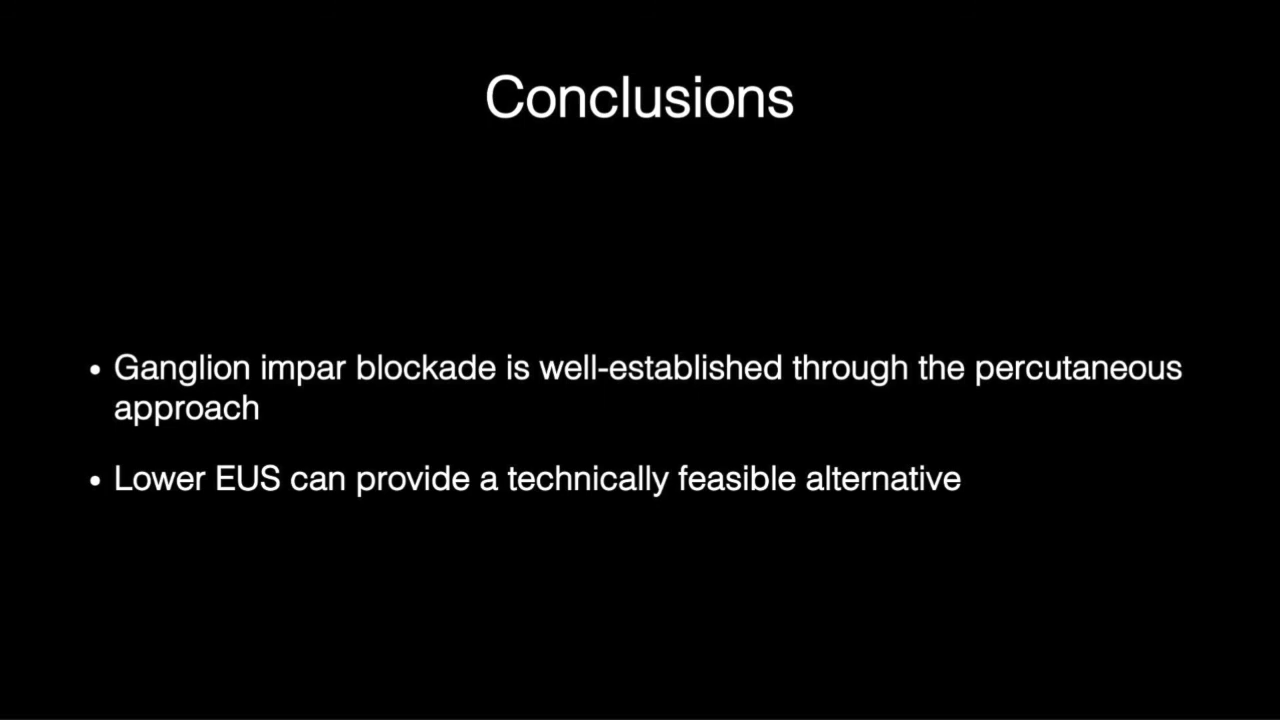 Conclusions
• Ganglion impar blockade is well-established through the percutaneous
approach
• Lower EUS can provide a technically feasible alternative